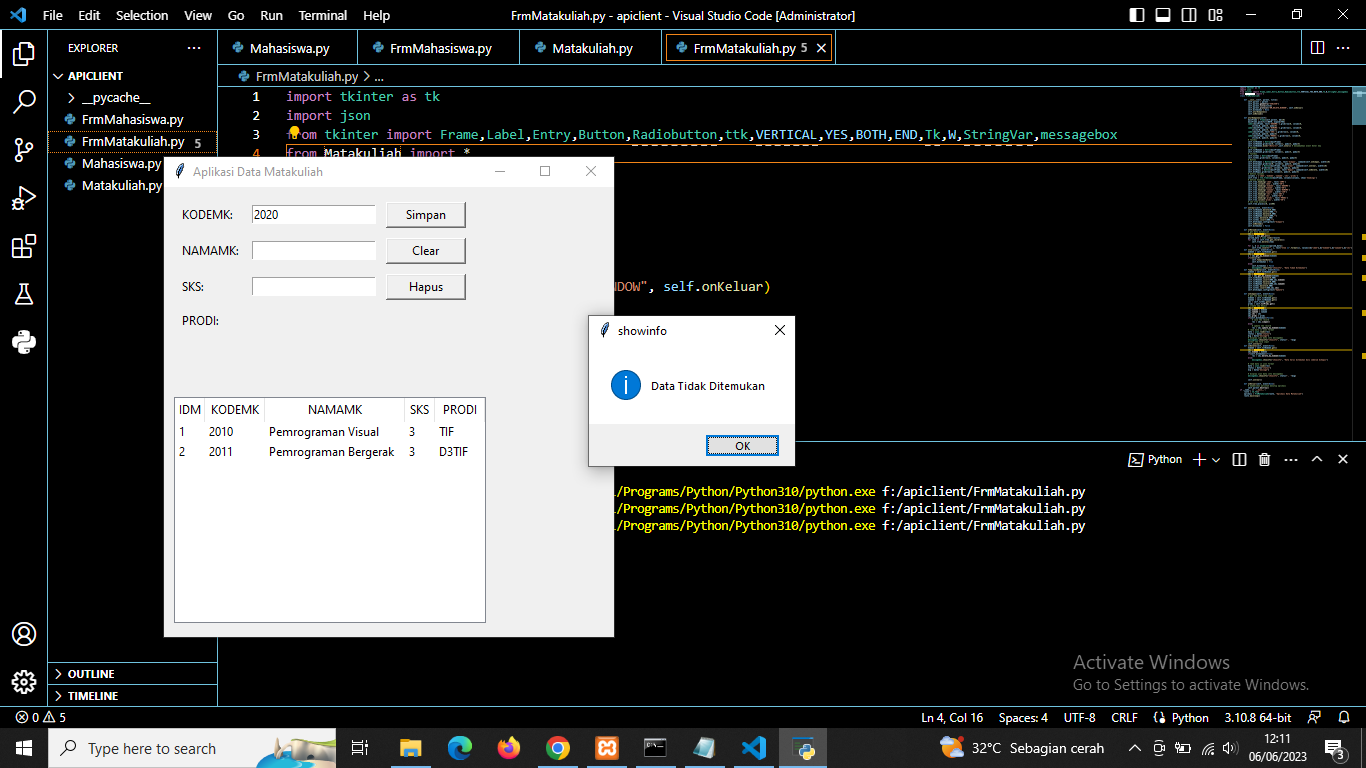 File Edit Selection View Go Run Terminal Help FrmMatakuliah.py - apiclient - Visual Studio Code [Administrator]
EXPLORER ...
Mahasiswa.py FrmMahasiswa.py Matakuliah.py FrmMatakuliah.py 5
APICLIENT
__pycache__
FrmMahasiswa.py
FrmMatakuliah.py 5
Mahasiswa.py
Matakuliah.py
FrmMatakuliah.py > ...
1 import tkinter as tk
2 import json
3 from tkinter import Frame,Label,Entry,Button,Radiobutton,ttk,VERTICAL,YES,BOTH,END,Tk,W,StringVar,messagebox
4 from Matakuliah import *
NDOW", self.onKeluar)
Aplikasi Data Matakuliah
KODEMK: 2020 Simpan
NAMAMK: Clear
SKS: Hapus
PRODI:
IDM KODEMK NAMAMK SKS PRODI
1 2010 Pemrograman Visual 3 TIF
2 2011 Pemrograman Bergerak 3 D3TIF
showinfo
Data Tidak Ditemukan
OK
Python
/Programs/Python/Python310/python.exe f:/apiclient/FrmMatakuliah.py
/Programs/Python/Python310/python.exe f:/apiclient/FrmMatakuliah.py
/Programs/Python/Python310/python.exe f:/apiclient/FrmMatakuliah.py
Activate Windows
Go to Settings to activate Windows.
OUTLINE
TIMELINE
0 5 Ln 4, Col 16 Spaces: 4 UTF-8 CRLF Python 3.10.8 64-bit
Type here to search 32°C Sebagian cerah 12:11
06/06/2023 3